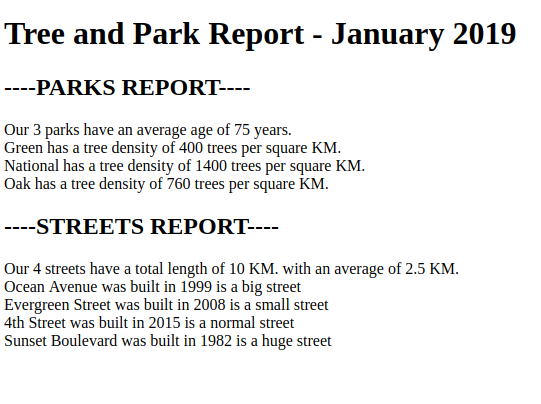 Tree and Park Report - January 2019
----PARKS REPORT----
Our 3 parks have an average age of 75 years.
Green has a tree density of 400 trees per square KM.
National has a tree density of 1400 trees per square KM.
Oak has a tree density of 760 trees per square KM.
----STREETS REPORT----
Our 4 streets have a total length of 10 KM. with an average of 2.5 KM.
Ocean Avenue was built in 1999 is a big street
Evergreen Street was built in 2008 is a small street
4th Street was built in 2015 is a normal street
Sunset Boulevard was built in 1982 is a huge street